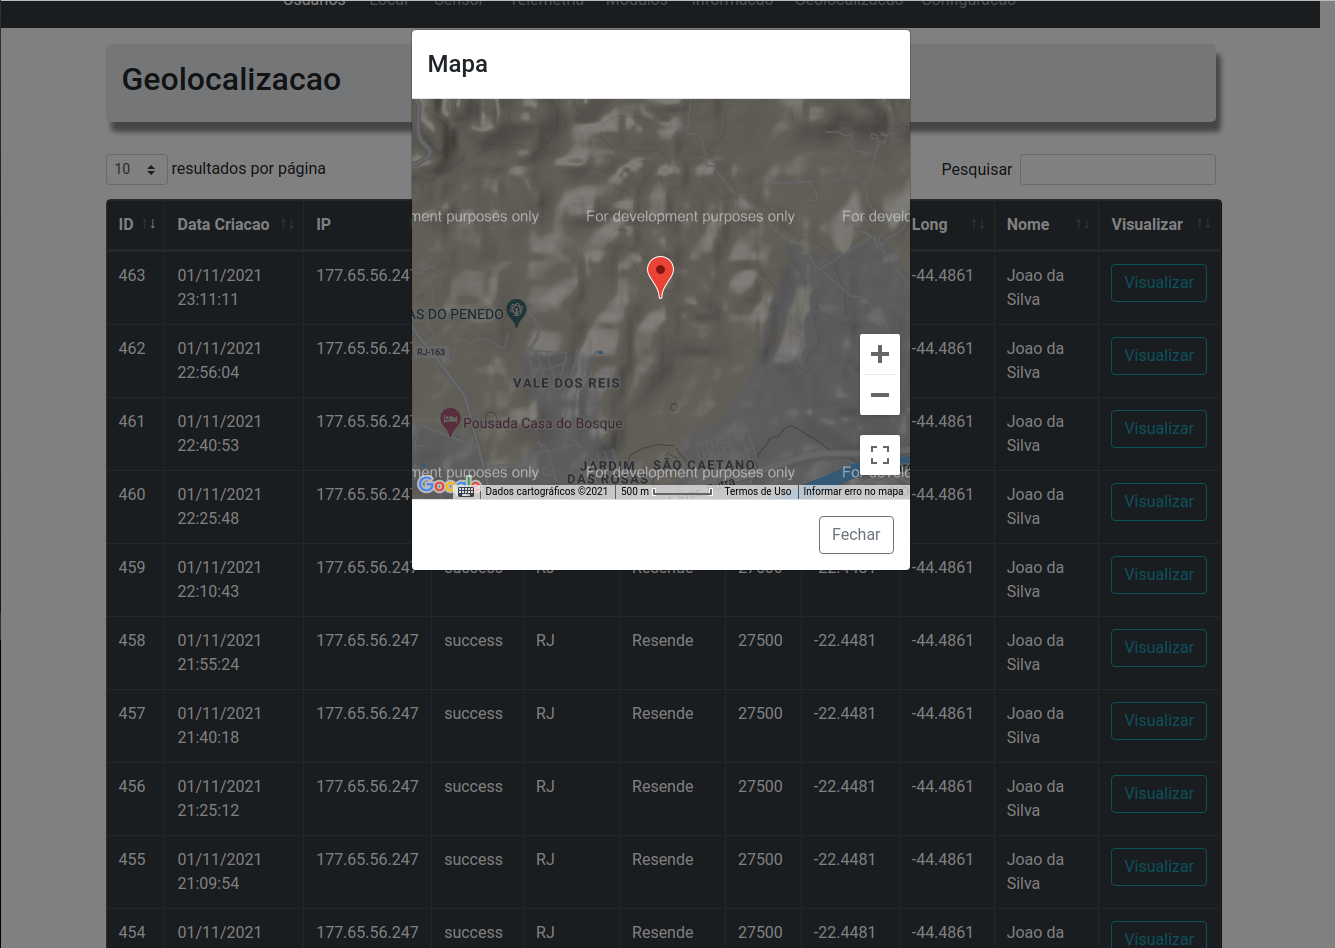 Usuarios Local Sensor Telemetria Modulos Informacao Geolocalizacao Configuracao
Mapa
Geolocalizacao
10 resultados por página
Pesquisar
ment purposes only For development purposes only For develo
ID Data Criacao IP Long Nome Visualizar
463 01/11/2021 23:11:11 177.65.56.247 -44.4861 Joao da Silva Visualizar
AS DO PENEDO
RJ-163
462 01/11/2021 22:56:04 177.65.56.247 -44.4861 Joao da Silva Visualizar
VALE DOS REIS
461 01/11/2021 22:40:53 177.65.56.247 -44.4861 Joao da Silva Visualizar
Pousada Casa do Bosque
JARDIM DAS ROSAS
SÃO CAETANO
ment purposes only For development purposes only For develo
460 01/11/2021 22:25:48 177.65.56.247 -44.4861 Joao da Silva Visualizar
Google Dados cartográficos ©2021 500 m Termos de Uso Informar erro no mapa
Fechar
459 01/11/2021 22:10:43 177.65.56.247 success RJ Resende 27500 -22.4481 -44.4861 Joao da Silva Visualizar
458 01/11/2021 21:55:24 177.65.56.247 success RJ Resende 27500 -22.4481 -44.4861 Joao da Silva Visualizar
457 01/11/2021 21:40:18 177.65.56.247 success RJ Resende 27500 -22.4481 -44.4861 Joao da Silva Visualizar
456 01/11/2021 21:25:12 177.65.56.247 success RJ Resende 27500 -22.4481 -44.4861 Joao da Silva Visualizar
455 01/11/2021 21:09:54 177.65.56.247 success RJ Resende 27500 -22.4481 -44.4861 Joao da Silva Visualizar
454 01/11/2021 177.65.56.247 success RJ Resende 27500 -22.4481 -44.4861 Joao da Visualizar